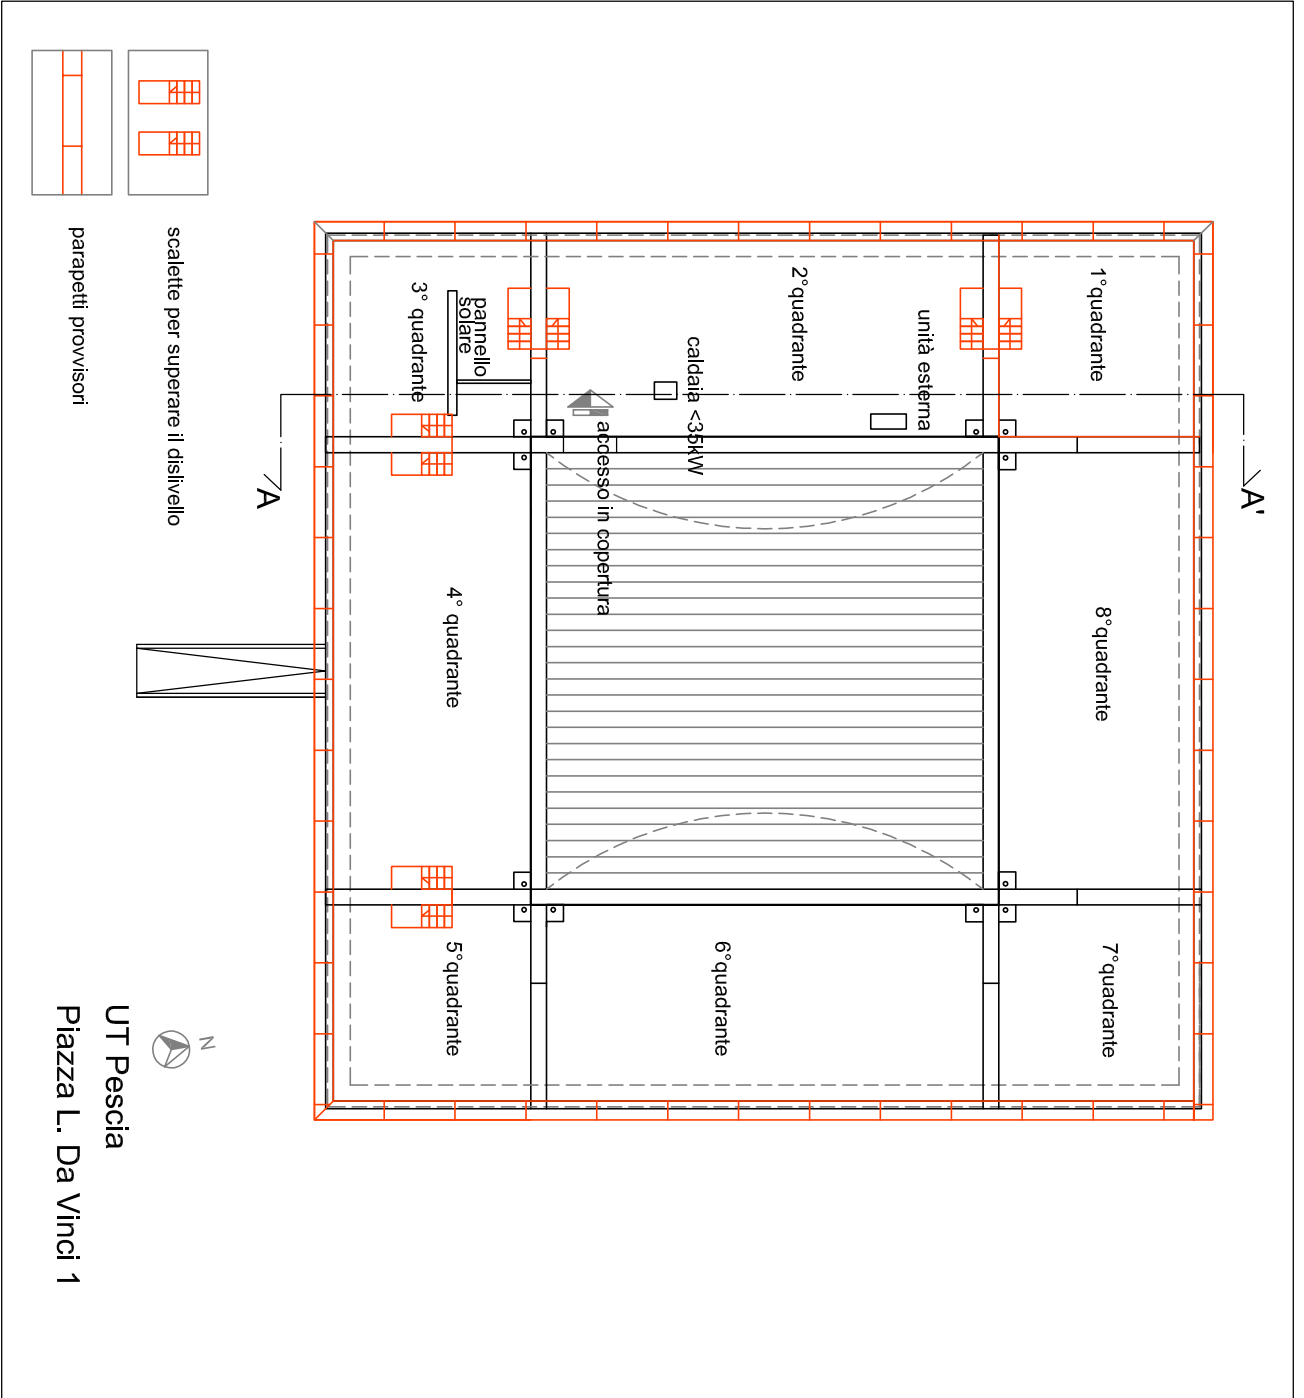 A'
1°quadrante
unità esterna
2°quadrante
caldaia <35kW
accesso in copertura
pannello
solare
3° quadrante
A
8°quadrante
4° quadrante
7°quadrante
6°quadrante
5°quadrante
scalette per superare il dislivello
parapetti provvisori
N
UT Pescia
Piazza L. Da Vinci 1